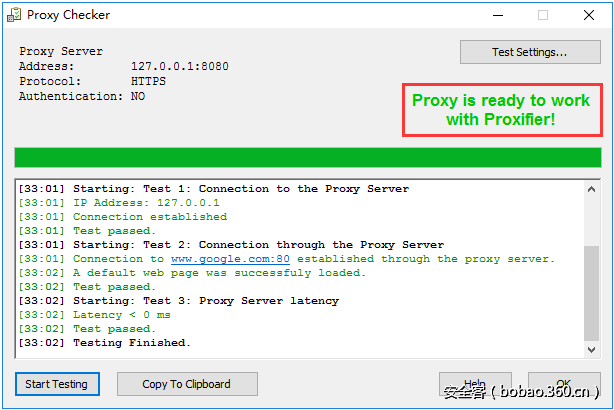 Proxy Checker
Proxy Server
Address: 127.0.0.1:8080
Protocol: HTTPS
Authentication: NO
Test Settings...
Proxy is ready to work
with Proxifier!
[33:01] Starting: Test 1: Connection to the Proxy Server
[33:01] IP Address: 127.0.0.1
[33:01] Connection established
[33:01] Test passed.
[33:01] Starting: Test 2: Connection through the Proxy Server
[33:01] Connection to www.google.com:80 established through the proxy server.
[33:02] A default web page was successfuly loaded.
[33:02] Test passed.
[33:02] Starting: Test 3: Proxy Server latency
[33:02] Latency < 0 ms
[33:02] Test passed.
[33:02] Testing Finished.
Start Testing
Copy To Clipboard
Help
OK
安全客 ( bobao.360.cn )